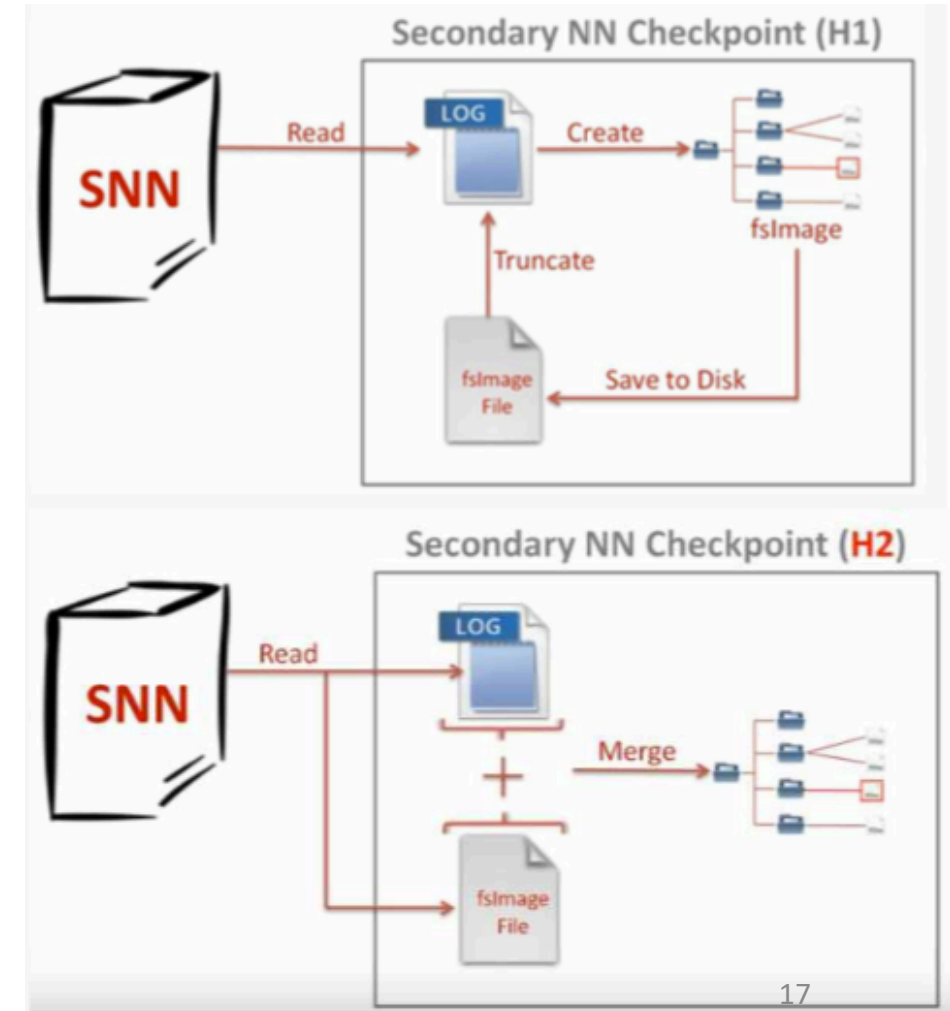 Secondary NN Checkpoint (H1)
SNN
Read
LOG
Create
fsImage
Truncate
fsImage
File
Save to Disk
Secondary NN Checkpoint (H2)
SNN
Read
LOG
Merge
fsImage
File
17